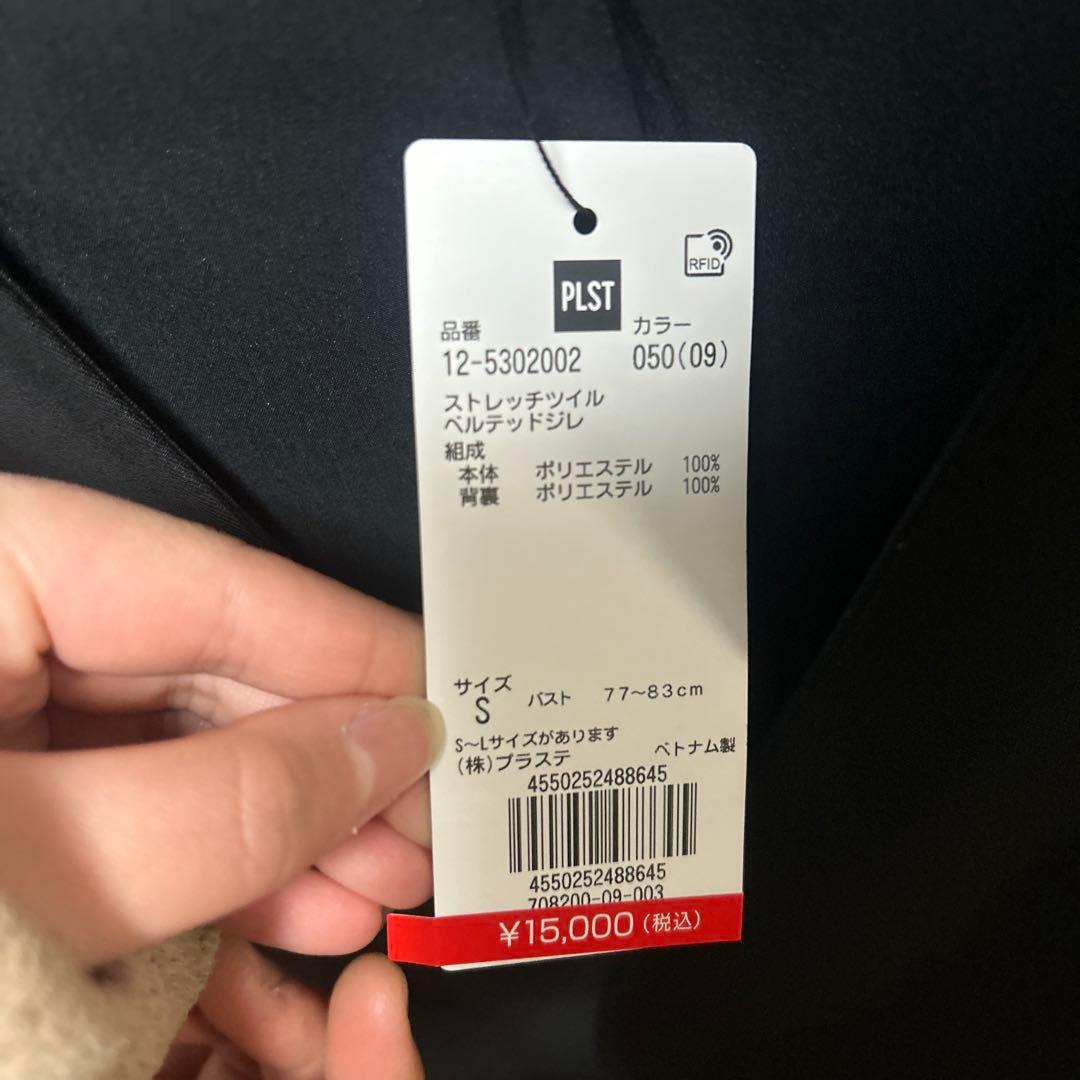 RFID
PLST
品番 カラー
12-5302002 050(09)
ストレッチツイル
ベルテッドジレ
組成
本体 ポリエステル 100%
背裏 ポリエステル 100%
サイズ
S バスト 77～83cm
S～Lサイズがあります
(株)プラステ ベトナム製
4550252488645
4550252488645
708200-09-003
¥15,000(税込)